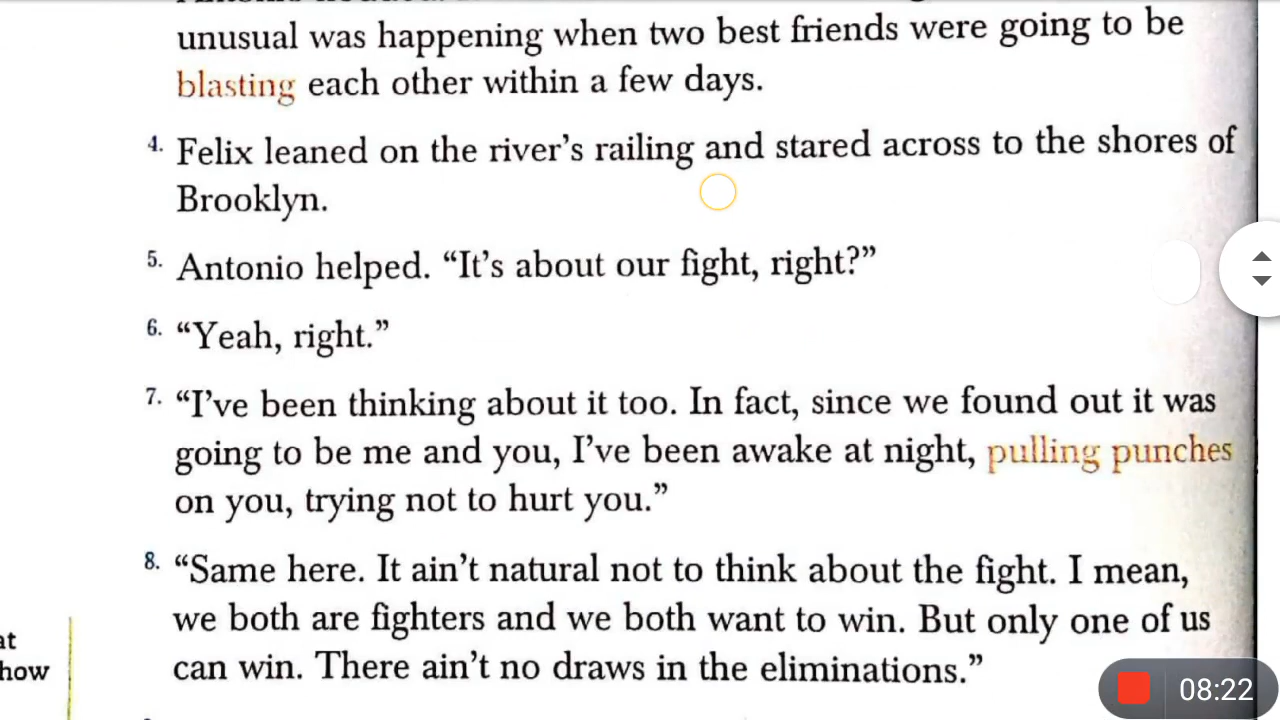 unusual was happening when two best friends were going to be
blasting each other within a few days.
4. Felix leaned on the river’s railing and stared across to the shores of
Brooklyn.
5. Antonio helped. “It’s about our fight, right?”
6. “Yeah, right.”
7. “I’ve been thinking about it too. In fact, since we found out it was
going to be me and you, I’ve been awake at night, pulling punches
on you, trying not to hurt you.”
8. “Same here. It ain’t natural not to think about the fight. I mean,
we both are fighters and we both want to win. But only one of us
can win. There ain’t no draws in the eliminations.”
at
how
08:22